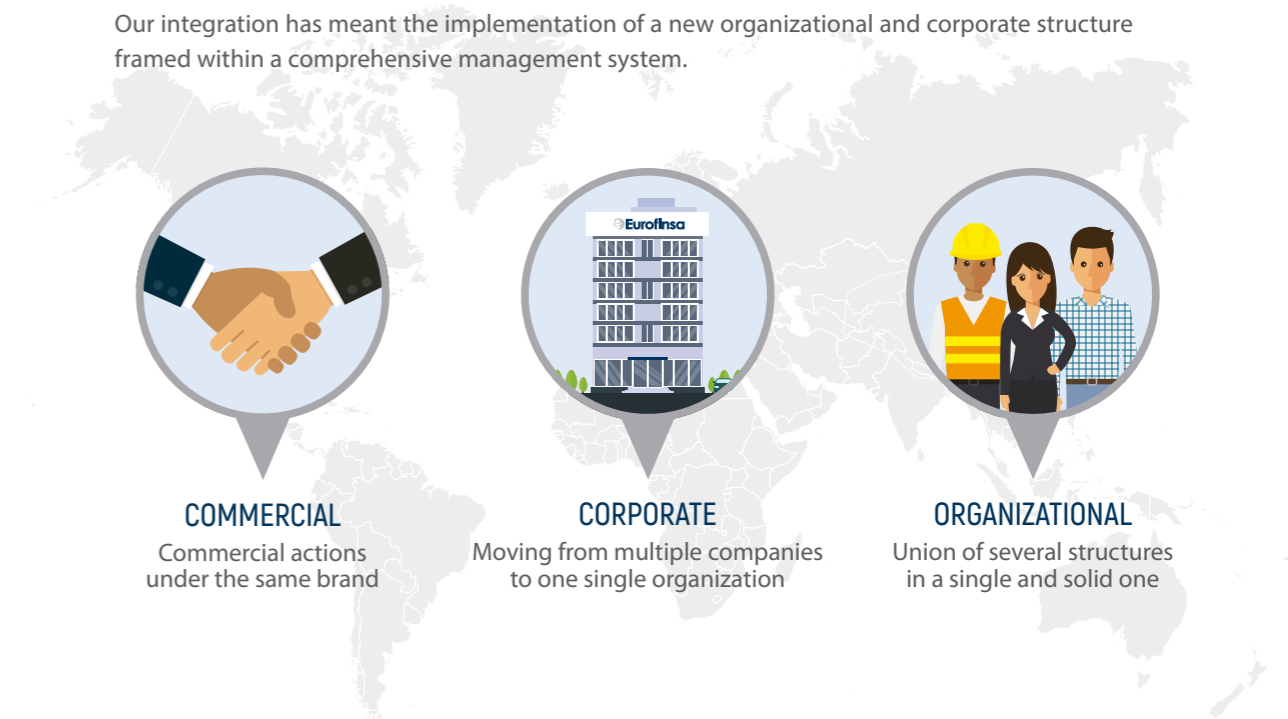 Our integration has meant the implementation of a new organizational and corporate structure
framed within a comprehensive management system.
Eurofinsa
COMMERCIAL
Commercial actions
under the same brand
CORPORATE
Moving from multiple companies
to one single organization
ORGANIZATIONAL
Union of several structures
in a single and solid one